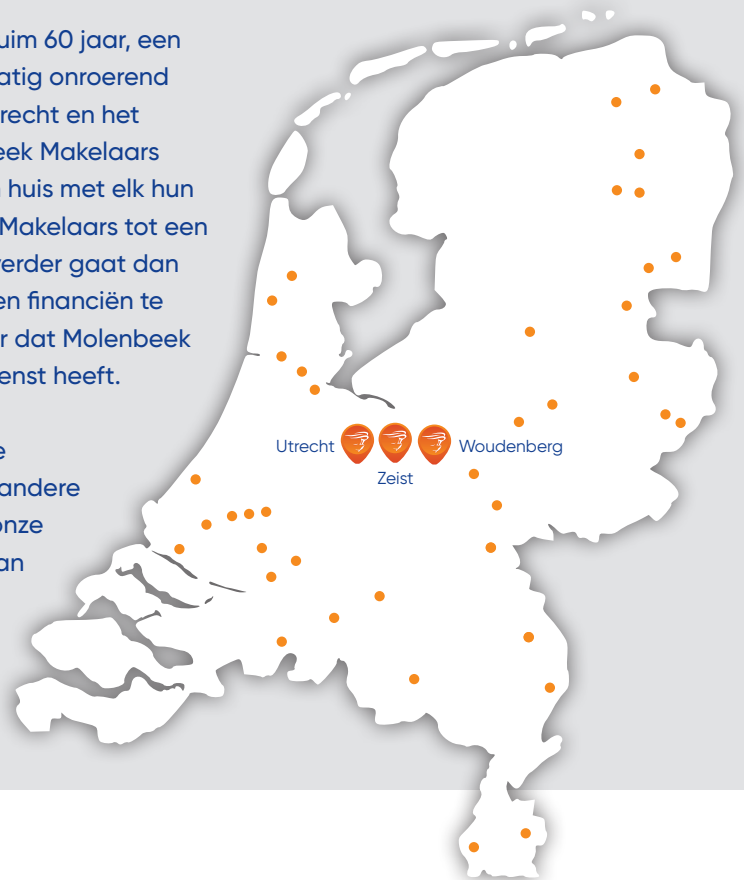 uim 60 jaar, een
atig onroerend
recht en het
eek Makelaars
huis met elk hun
Makelaars tot een
verder gaat dan
en financiën te
r dat Molenbeek
enst heeft.
e
andere
onze
an
Utrecht
Zeist
Woudenberg